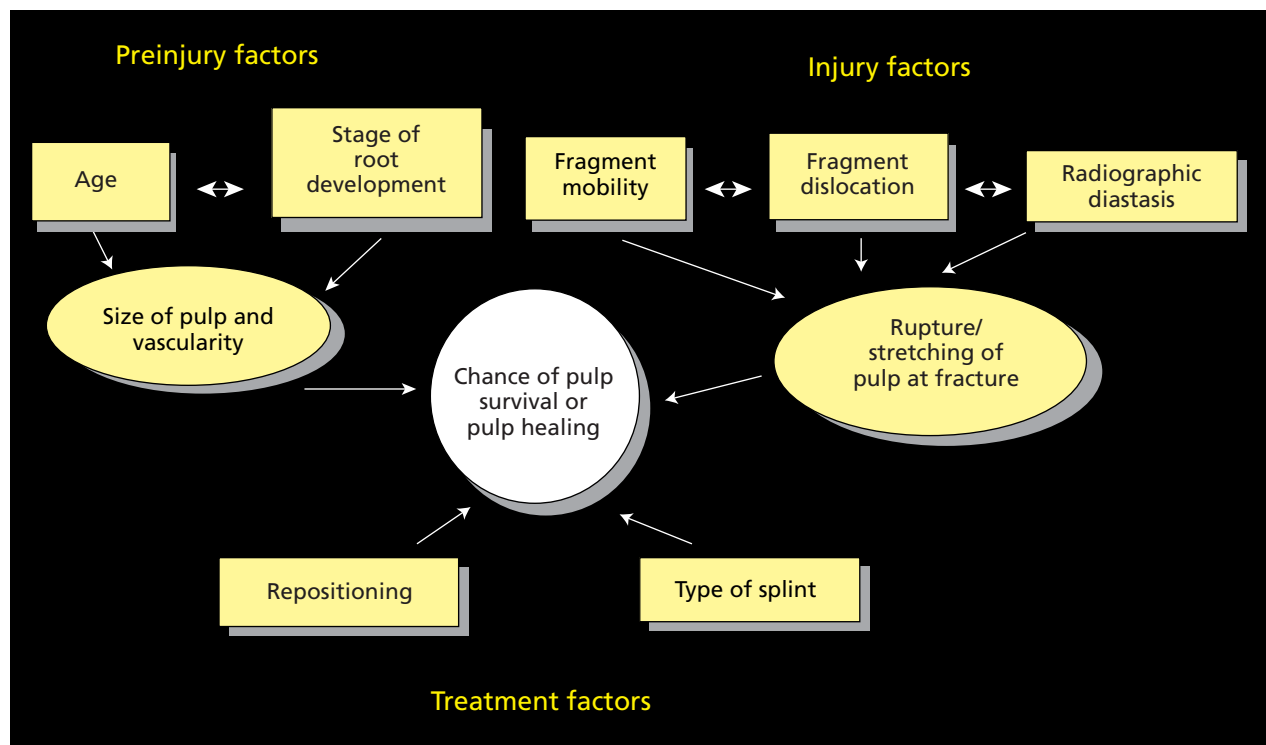 Preinjury factors
Injury factors
Age
Stage of
root
development
Fragment
mobility
Fragment
dislocation
Radiographic
diastasis
Size of pulp and
vascularity
Chance of pulp
survival or
pulp healing
Rupture/
stretching of
pulp at fracture
Repositioning
Type of splint
Treatment factors